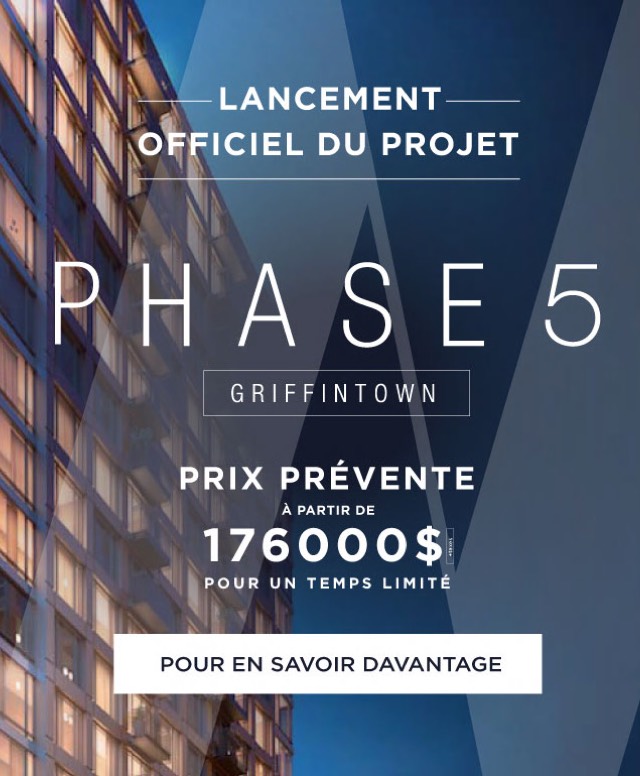 LANCEMENT
OFFICIEL DU PROJET
PHASE 5
GRIFFINTOWN
PRIX PRÉVENTE
À PARTIR DE
176000$
POUR UN TEMPS LIMITÉ
POUR EN SAVOIR DAVANTAGE